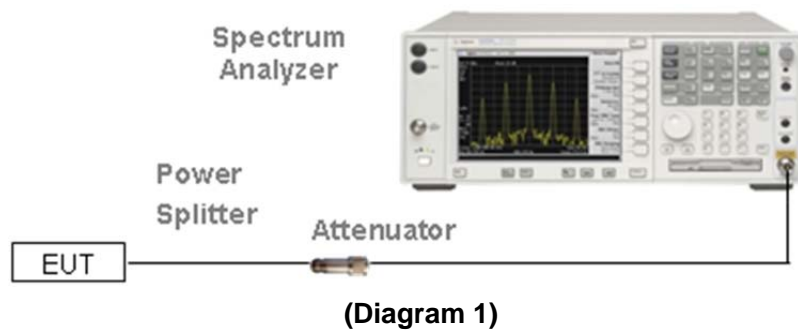 Spectrum
Analyzer
Power
Splitter
Attenuator
EUT
(Diagram 1)